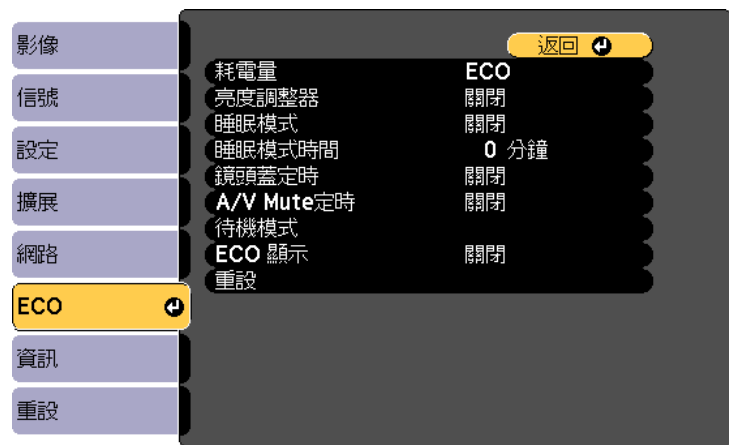 影像
信號
設定
擴展
網路
ECO
資訊
重設
返回
耗電量 ECO
亮度調整器 關閉
睡眠模式 關閉
睡眠模式時間 0 分鐘
鏡頭蓋定時 關閉
A/V Mute定時 關閉
待機模式
ECO 顯示 關閉
重設